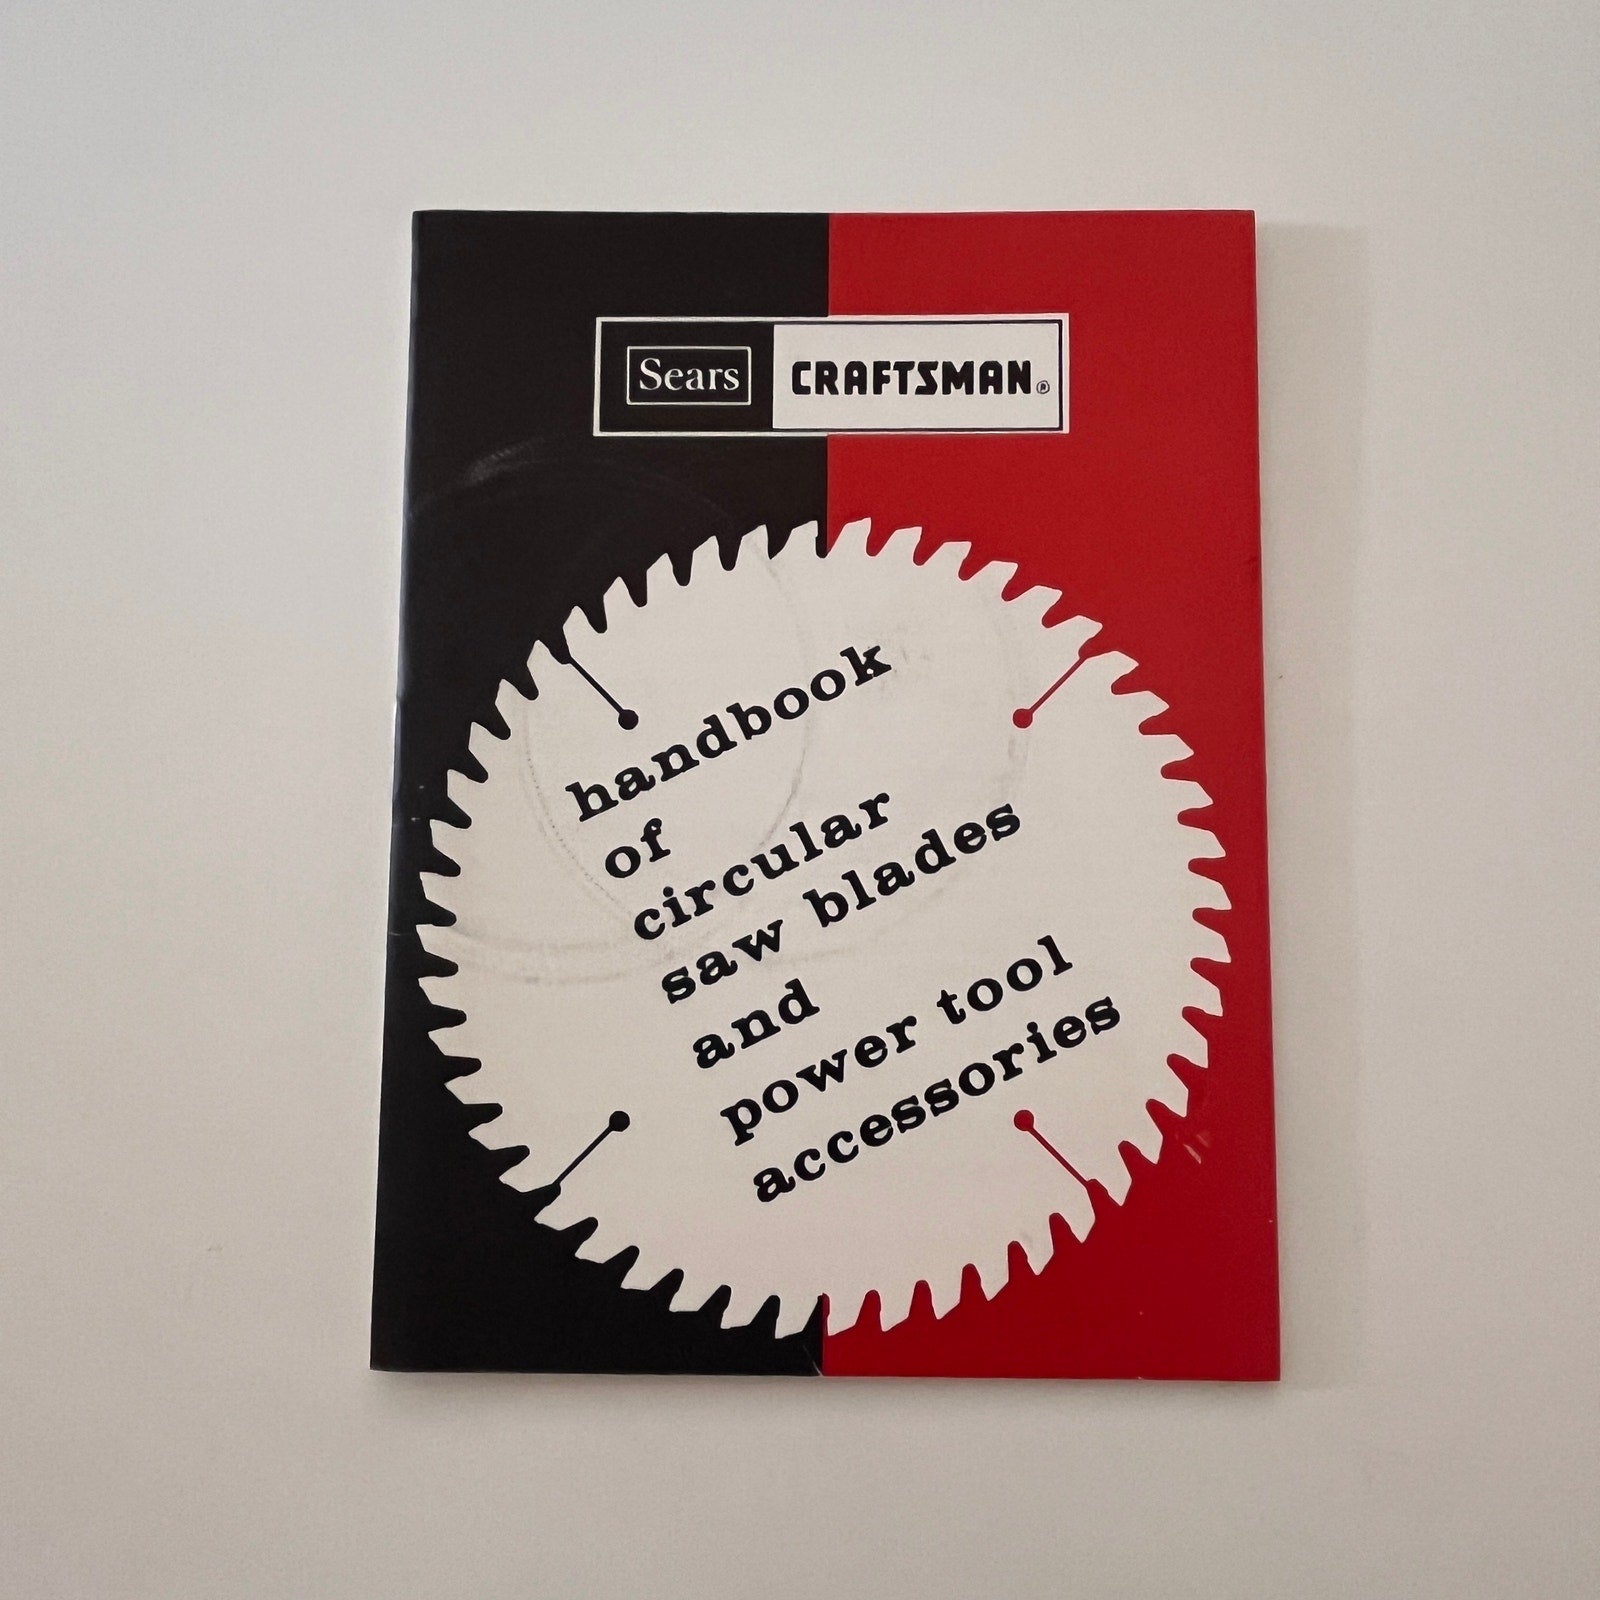 Sears CRAFTSMAN®
handbook
of
circular
saw blades
and
power tool
accessories